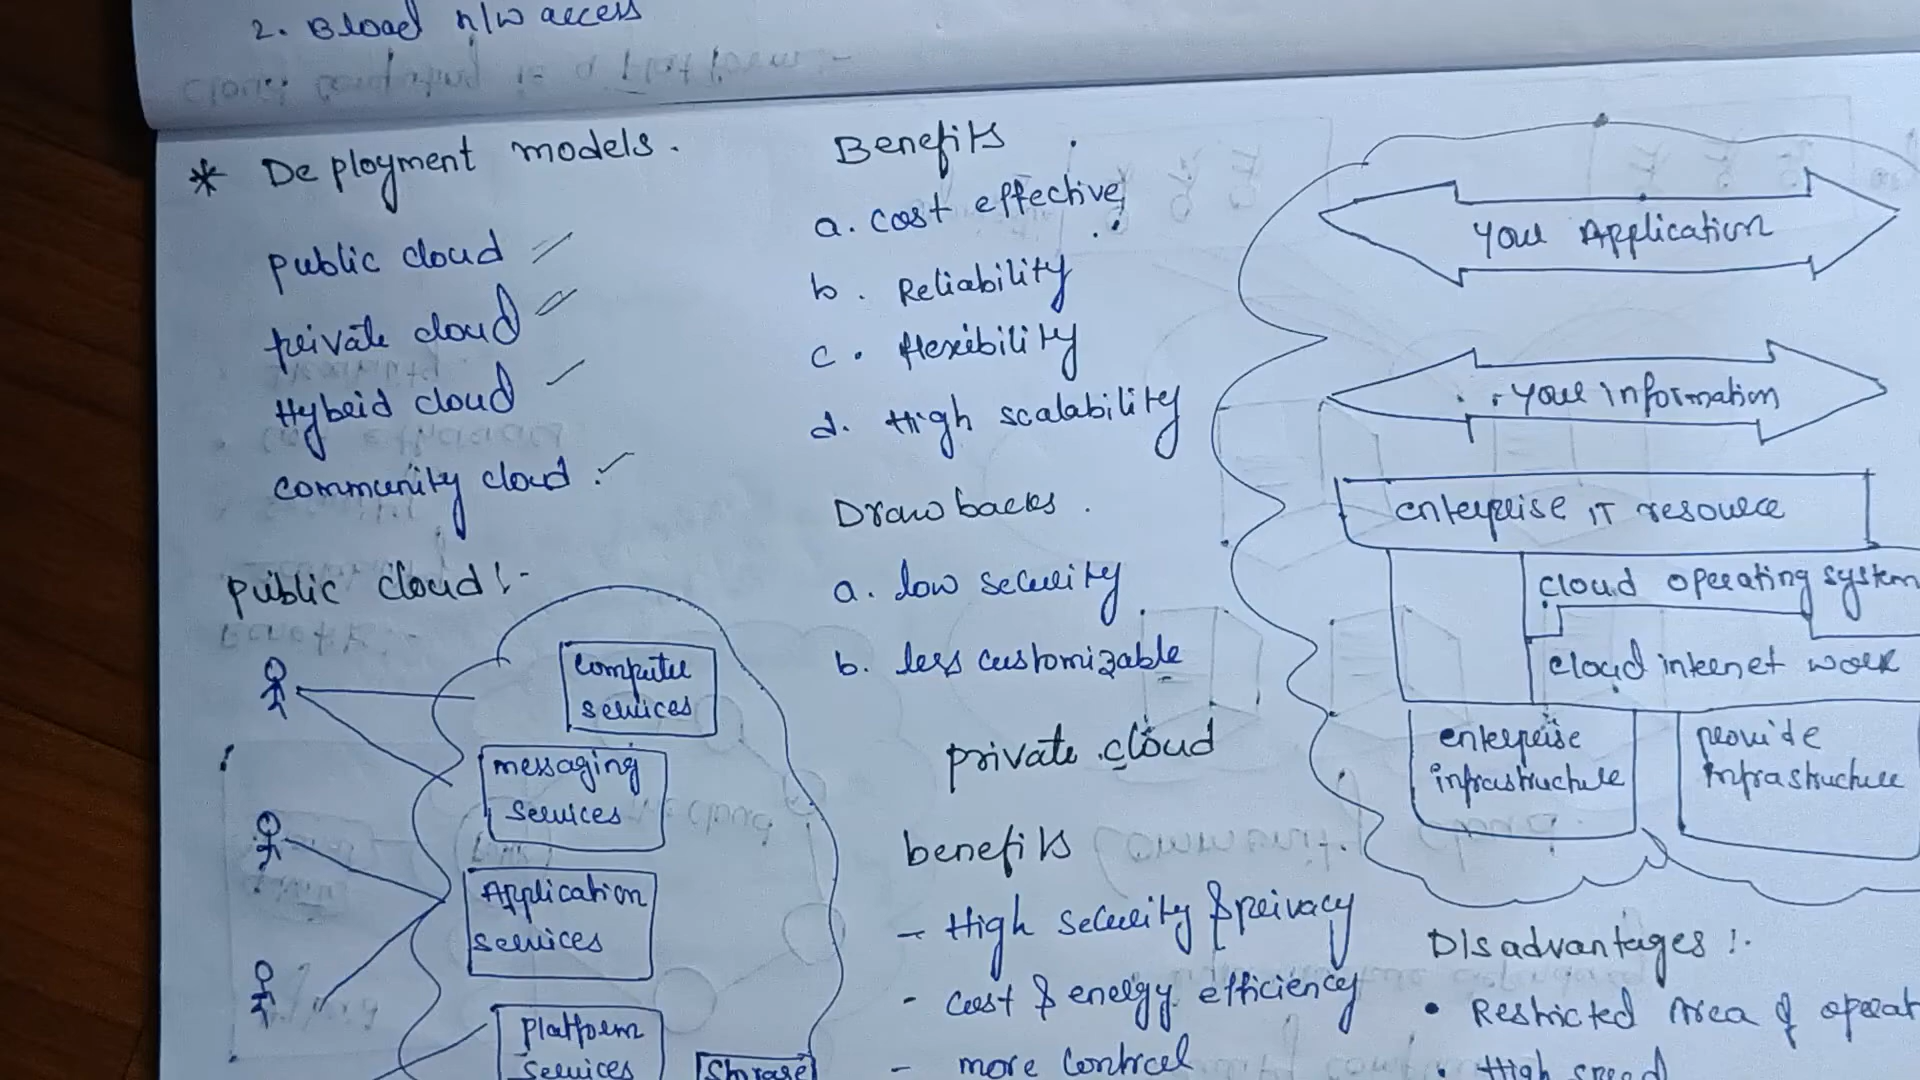 2. Broad n/w access
* Deployment models.
public cloud
private cloud
Hybrid cloud
community cloud.
public cloud :-
computer
services
messaging
services
Application
services
Platform
services
Storage
Benefits
a. cost effective
b. Reliability
c. flexibility
d. High scalability
Drawbacks.
a. low security
b. less customizable
private cloud
benefits
- High security & privacy
- cost & energy efficiency
- more control
your Application
your information
enterprise IT resource
cloud operating system
cloud internet work
enterprise
infrastructure
provide
infrastructure
Disadvantages :-
• Restricted Area of operat
• High